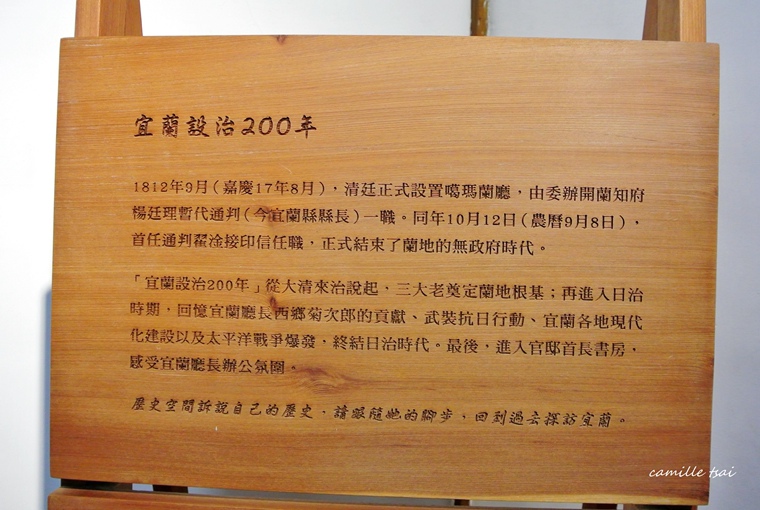 宜蘭設治200年
1812年9月(嘉慶17年8月)，清廷正式設置噶瑪蘭廳，由委辦開蘭知府
楊廷理暫代通判(今宜蘭縣縣長)一職。同年10月12日(農曆9月8日)，
首任通判翟淦接印信任職，正式結束了蘭地的無政府時代。
「宜蘭設治200年」從大清來治說起，三大老奠定蘭地根基；再進入日治
時期，回憶宜蘭廳長西鄉菊次郎的貢獻、武裝抗日行動、宜蘭各地現代
化建設以及太平洋戰爭爆發，終結日治時代。最後，進入官邸首長書房，
感受宜蘭廳長辦公氛圍。
歷史空間訴說自己的歷史，請跟隨她的腳步，回到過去探訪宜蘭。
camille tsai